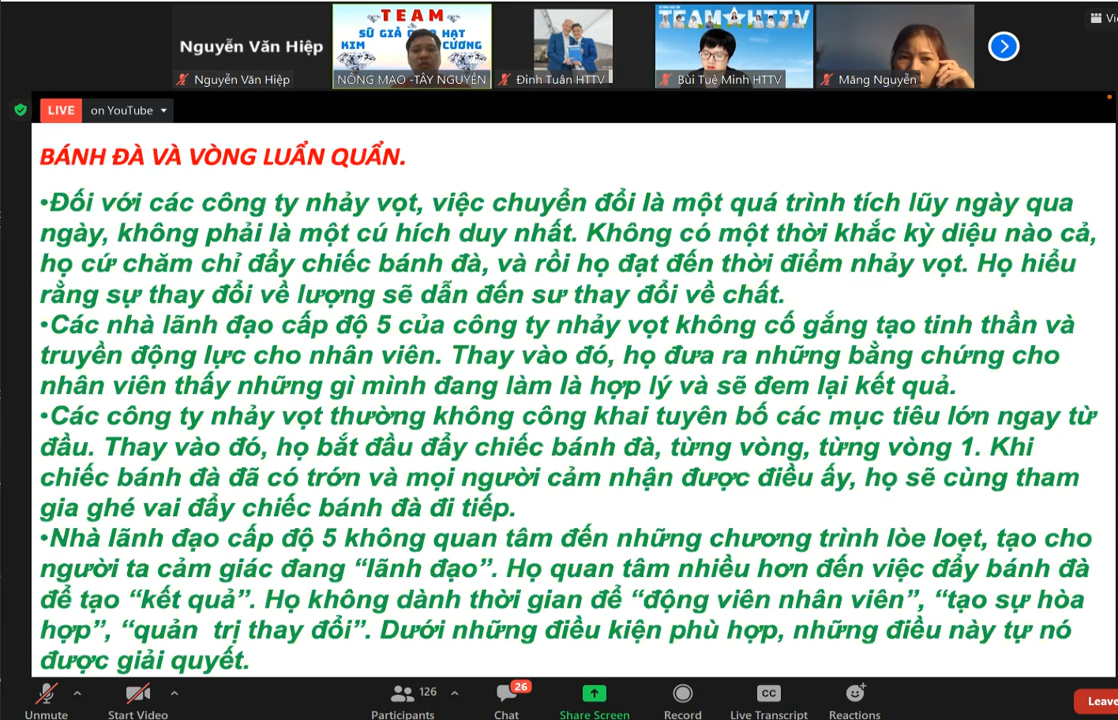 Vi
TEAM
SỨ GIẢ HẠT
KIM CƯƠNG
TEAM★HTTV
Nguyễn Văn Hiệp
Nguyễn Văn Hiệp
NÔNG MẠO -TÂY NGUYÊN
Đinh Tuân HTTV
Bùi Tuệ Minh HTTV
Măng Nguyễn
LIVE on YouTube
BÁNH ĐÀ VÀ VÒNG LUẨN QUẨN.
•Đối với các công ty nhảy vọt, việc chuyển đổi là một quá trình tích lũy ngày qua
ngày, không phải là một cú hích duy nhất. Không có một thời khắc kỳ diệu nào cả,
họ cứ chăm chỉ đẩy chiếc bánh đà, và rồi họ đạt đến thời điểm nhảy vọt. Họ hiểu
rằng sự thay đổi về lượng sẽ dẫn đến sư thay đổi về chất.
•Các nhà lãnh đạo cấp độ 5 của công ty nhảy vọt không cố gắng tạo tinh thần và
truyền động lực cho nhân viên. Thay vào đó, họ đưa ra những bằng chứng cho
nhân viên thấy những gì mình đang làm là hợp lý và sẽ đem lại kết quả.
•Các công ty nhảy vọt thường không công khai tuyên bố các mục tiêu lớn ngay từ
đầu. Thay vào đó, họ bắt đầu đẩy chiếc bánh đà, từng vòng, từng vòng 1. Khi
chiếc bánh đà đã có trớn và mọi người cảm nhận được điều ấy, họ sẽ cùng tham
gia ghé vai đẩy chiếc bánh đà đi tiếp.
•Nhà lãnh đạo cấp độ 5 không quan tâm đến những chương trình lòe loẹt, tạo cho
người ta cảm giác đang “lãnh đạo”. Họ quan tâm nhiều hơn đến việc đẩy bánh đà
để tạo “kết quả”. Họ không dành thời gian để “động viên nhân viên”, “tạo sự hòa
hợp”, “quản  trị thay đổi”. Dưới những điều kiện phù hợp, những điều này tự nó
được giải quyết.
126
26
CC
Unmute
Start Video
Participants
Chat
Share Screen
Record
Live Transcript
Reactions
Leave